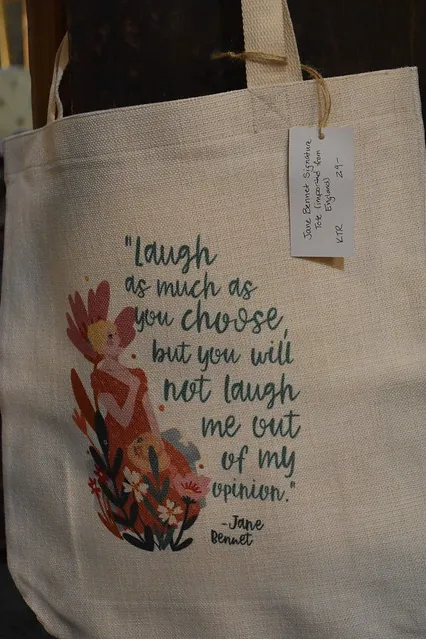 "Laugh
as much as
you choose,
but you will
not laugh
me out
of my
opinion."
-Jane
Bennet
Jane Bennet Signature
Tote (imported from
England)
KTR 29-